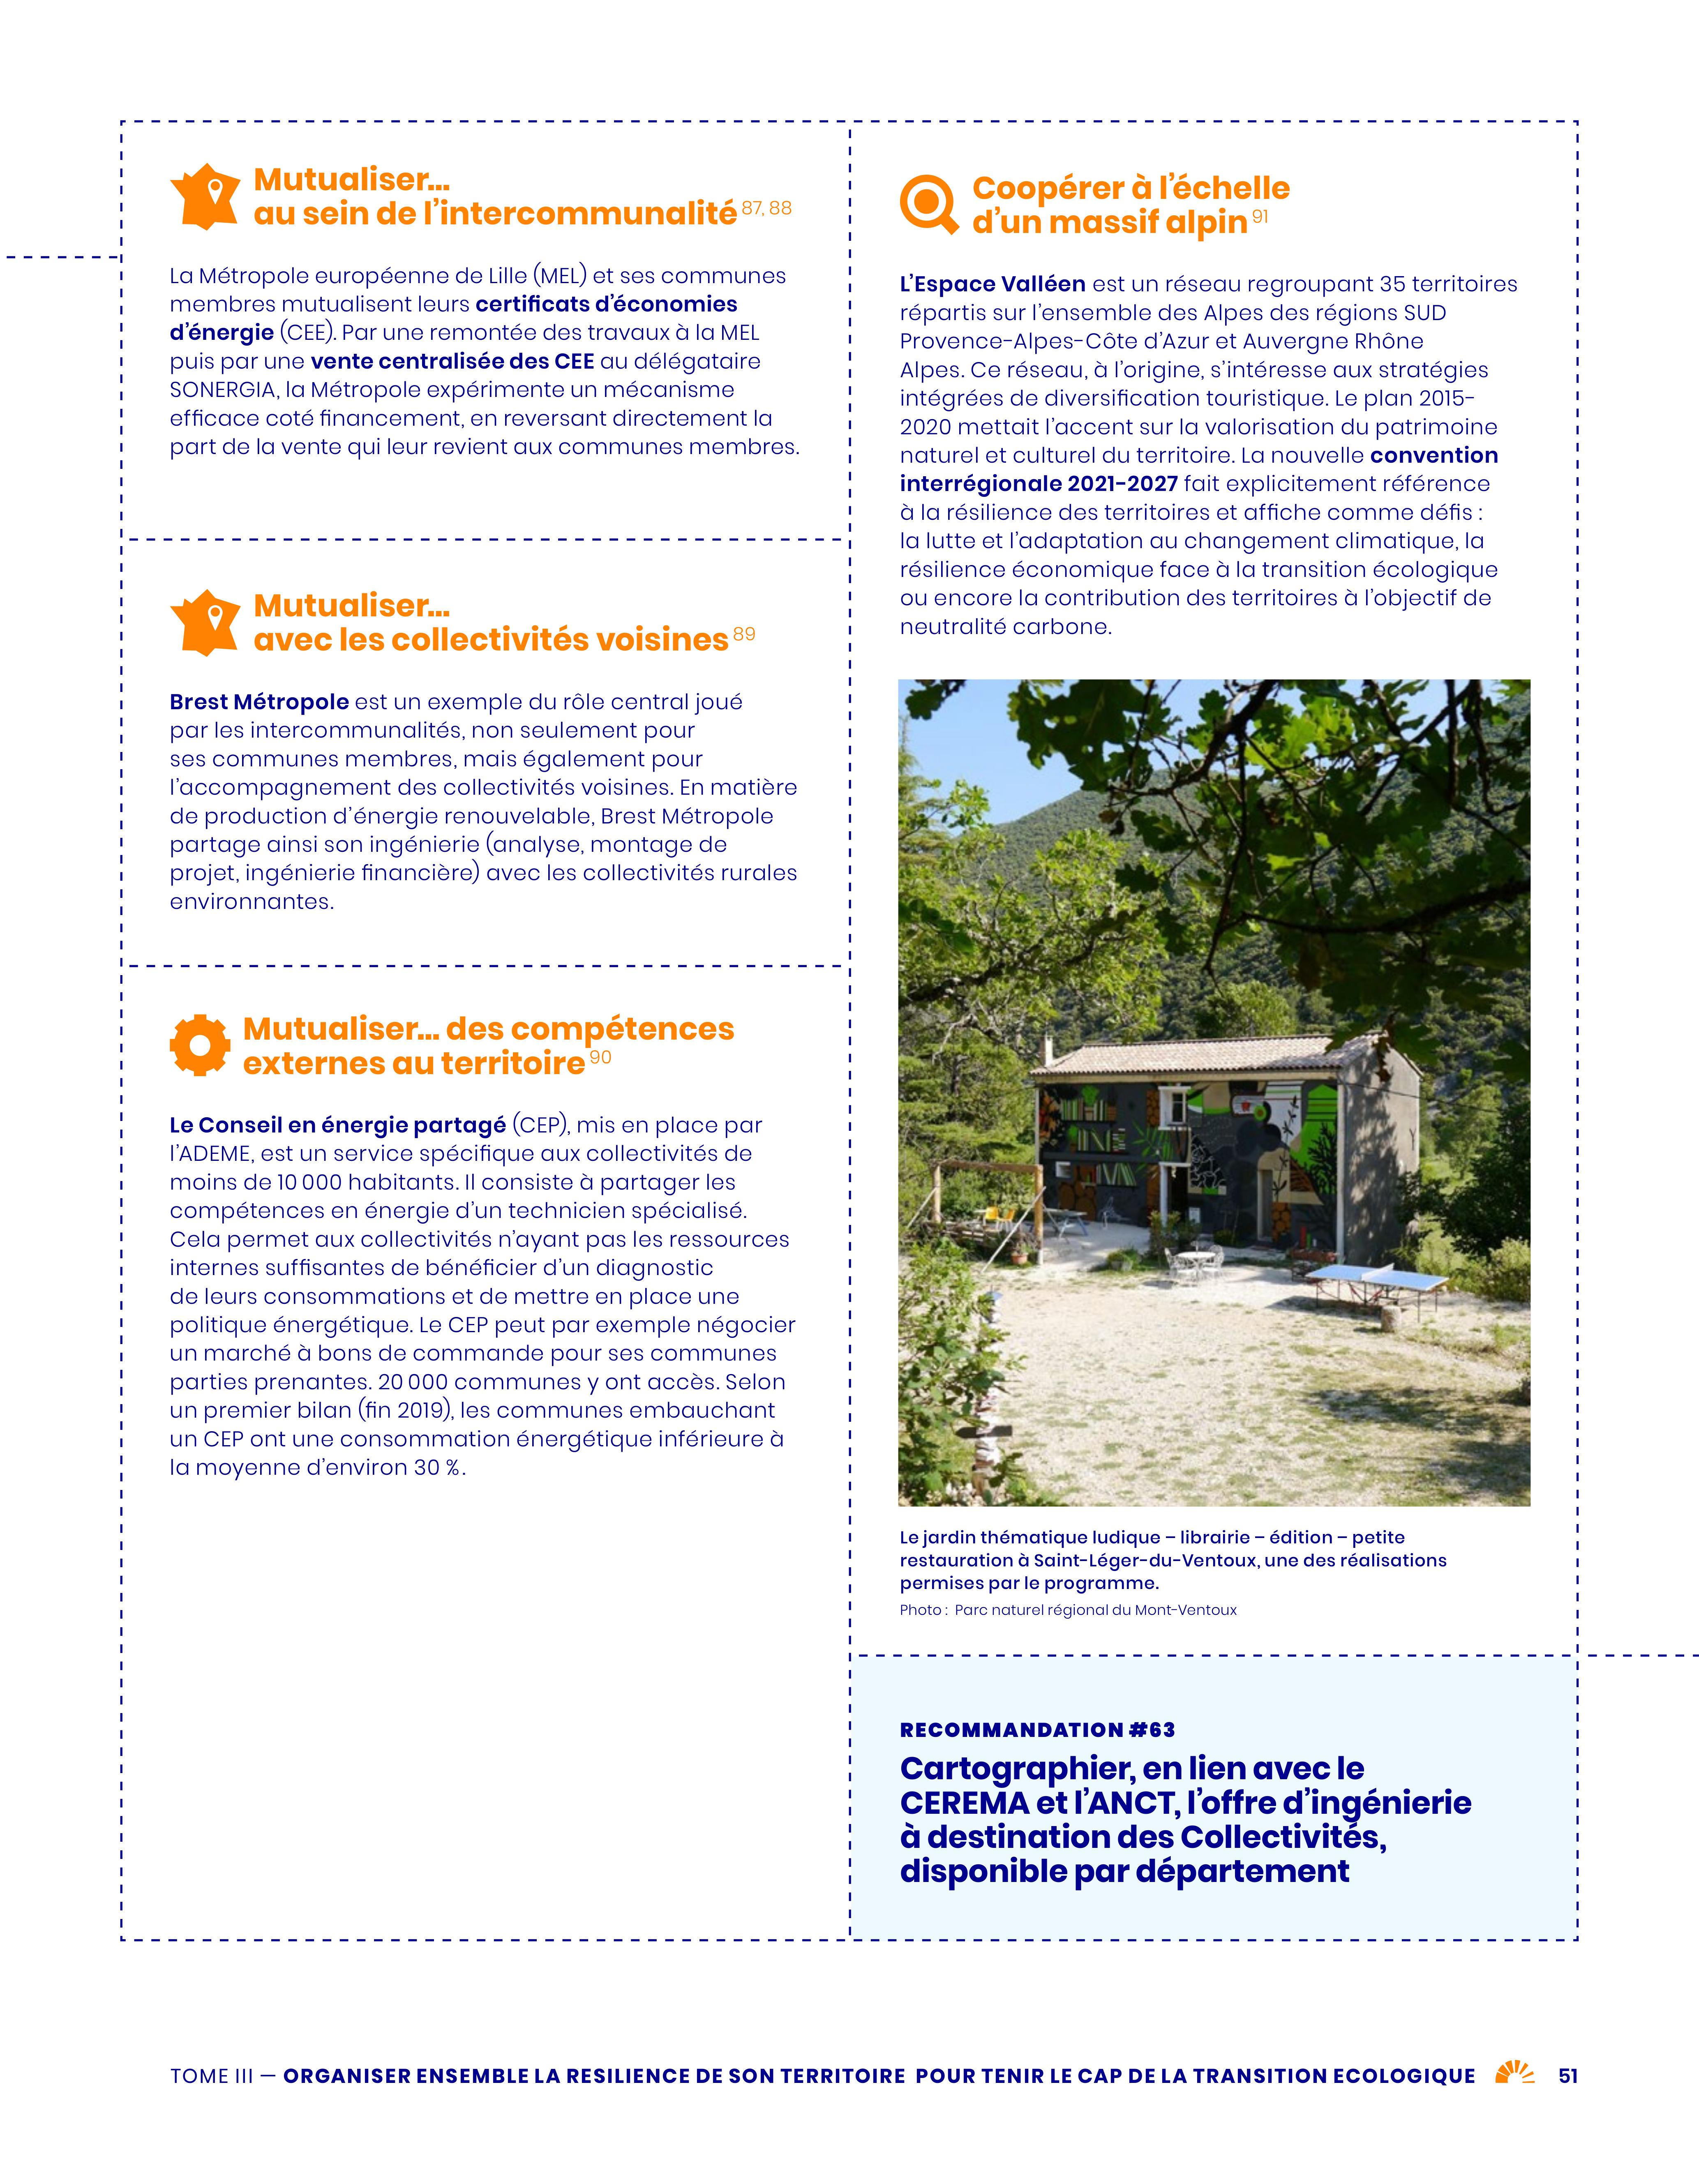 Mutualiser...
au sein de l’intercommunalité 87, 88
La Métropole européenne de Lille (MEL) et ses communes
membres mutualisent leurs certificats d’économies
d’énergie (CEE). Par une remontée des travaux à la MEL
puis par une vente centralisée des CEE au délégataire
SONERGIA, la Métropole expérimente un mécanisme
efficace coté financement, en reversant directement la
part de la vente qui leur revient aux communes membres.
Mutualiser...
avec les collectivités voisines 89
Brest Métropole est un exemple du rôle central joué
par les intercommunalités, non seulement pour
ses communes membres, mais également pour
l’accompagnement des collectivités voisines. En matière
de production d’énergie renouvelable, Brest Métropole
partage ainsi son ingénierie (analyse, montage de
projet, ingénierie financière) avec les collectivités rurales
environnantes.
Mutualiser... des compétences
externes au territoire 90
Le Conseil en énergie partagé (CEP), mis en place par
l’ADEME, est un service spécifique aux collectivités de
moins de 10 000 habitants. Il consiste à partager les
compétences en énergie d’un technicien spécialisé.
Cela permet aux collectivités n’ayant pas les ressources
internes suffisantes de bénéficier d’un diagnostic
de leurs consommations et de mettre en place une
politique énergétique. Le CEP peut par exemple négocier
un marché à bons de commande pour ses communes
parties prenantes. 20 000 communes y ont accès. Selon
un premier bilan (fin 2019), les communes embauchant
un CEP ont une consommation énergétique inférieure à
la moyenne d’environ 30 %.
Coopérer à l’échelle
d’un massif alpin 91
L’Espace Valléen est un réseau regroupant 35 territoires
répartis sur l’ensemble des Alpes des régions SUD
Provence-Alpes-Côte d’Azur et Auvergne Rhône
Alpes. Ce réseau, à l’origine, s’intéresse aux stratégies
intégrées de diversification touristique. Le plan 2015-
2020 mettait l’accent sur la valorisation du patrimoine
naturel et culturel du territoire. La nouvelle convention
interrégionale 2021-2027 fait explicitement référence
à la résilience des territoires et affiche comme défis :
la lutte et l’adaptation au changement climatique, la
résilience économique face à la transition écologique
ou encore la contribution des territoires à l’objectif de
neutralité carbone.
Le jardin thématique ludique – librairie – édition – petite
restauration à Saint-Léger-du-Ventoux, une des réalisations
permises par le programme.
Photo : Parc naturel régional du Mont-Ventoux
RECOMMANDATION #63
Cartographier, en lien avec le
CEREMA et l’ANCT, l’offre d’ingénierie
à destination des Collectivités,
disponible par département
TOME III — ORGANISER ENSEMBLE LA RESILIENCE DE SON TERRITOIRE POUR TENIR LE CAP DE LA TRANSITION ECOLOGIQUE 51